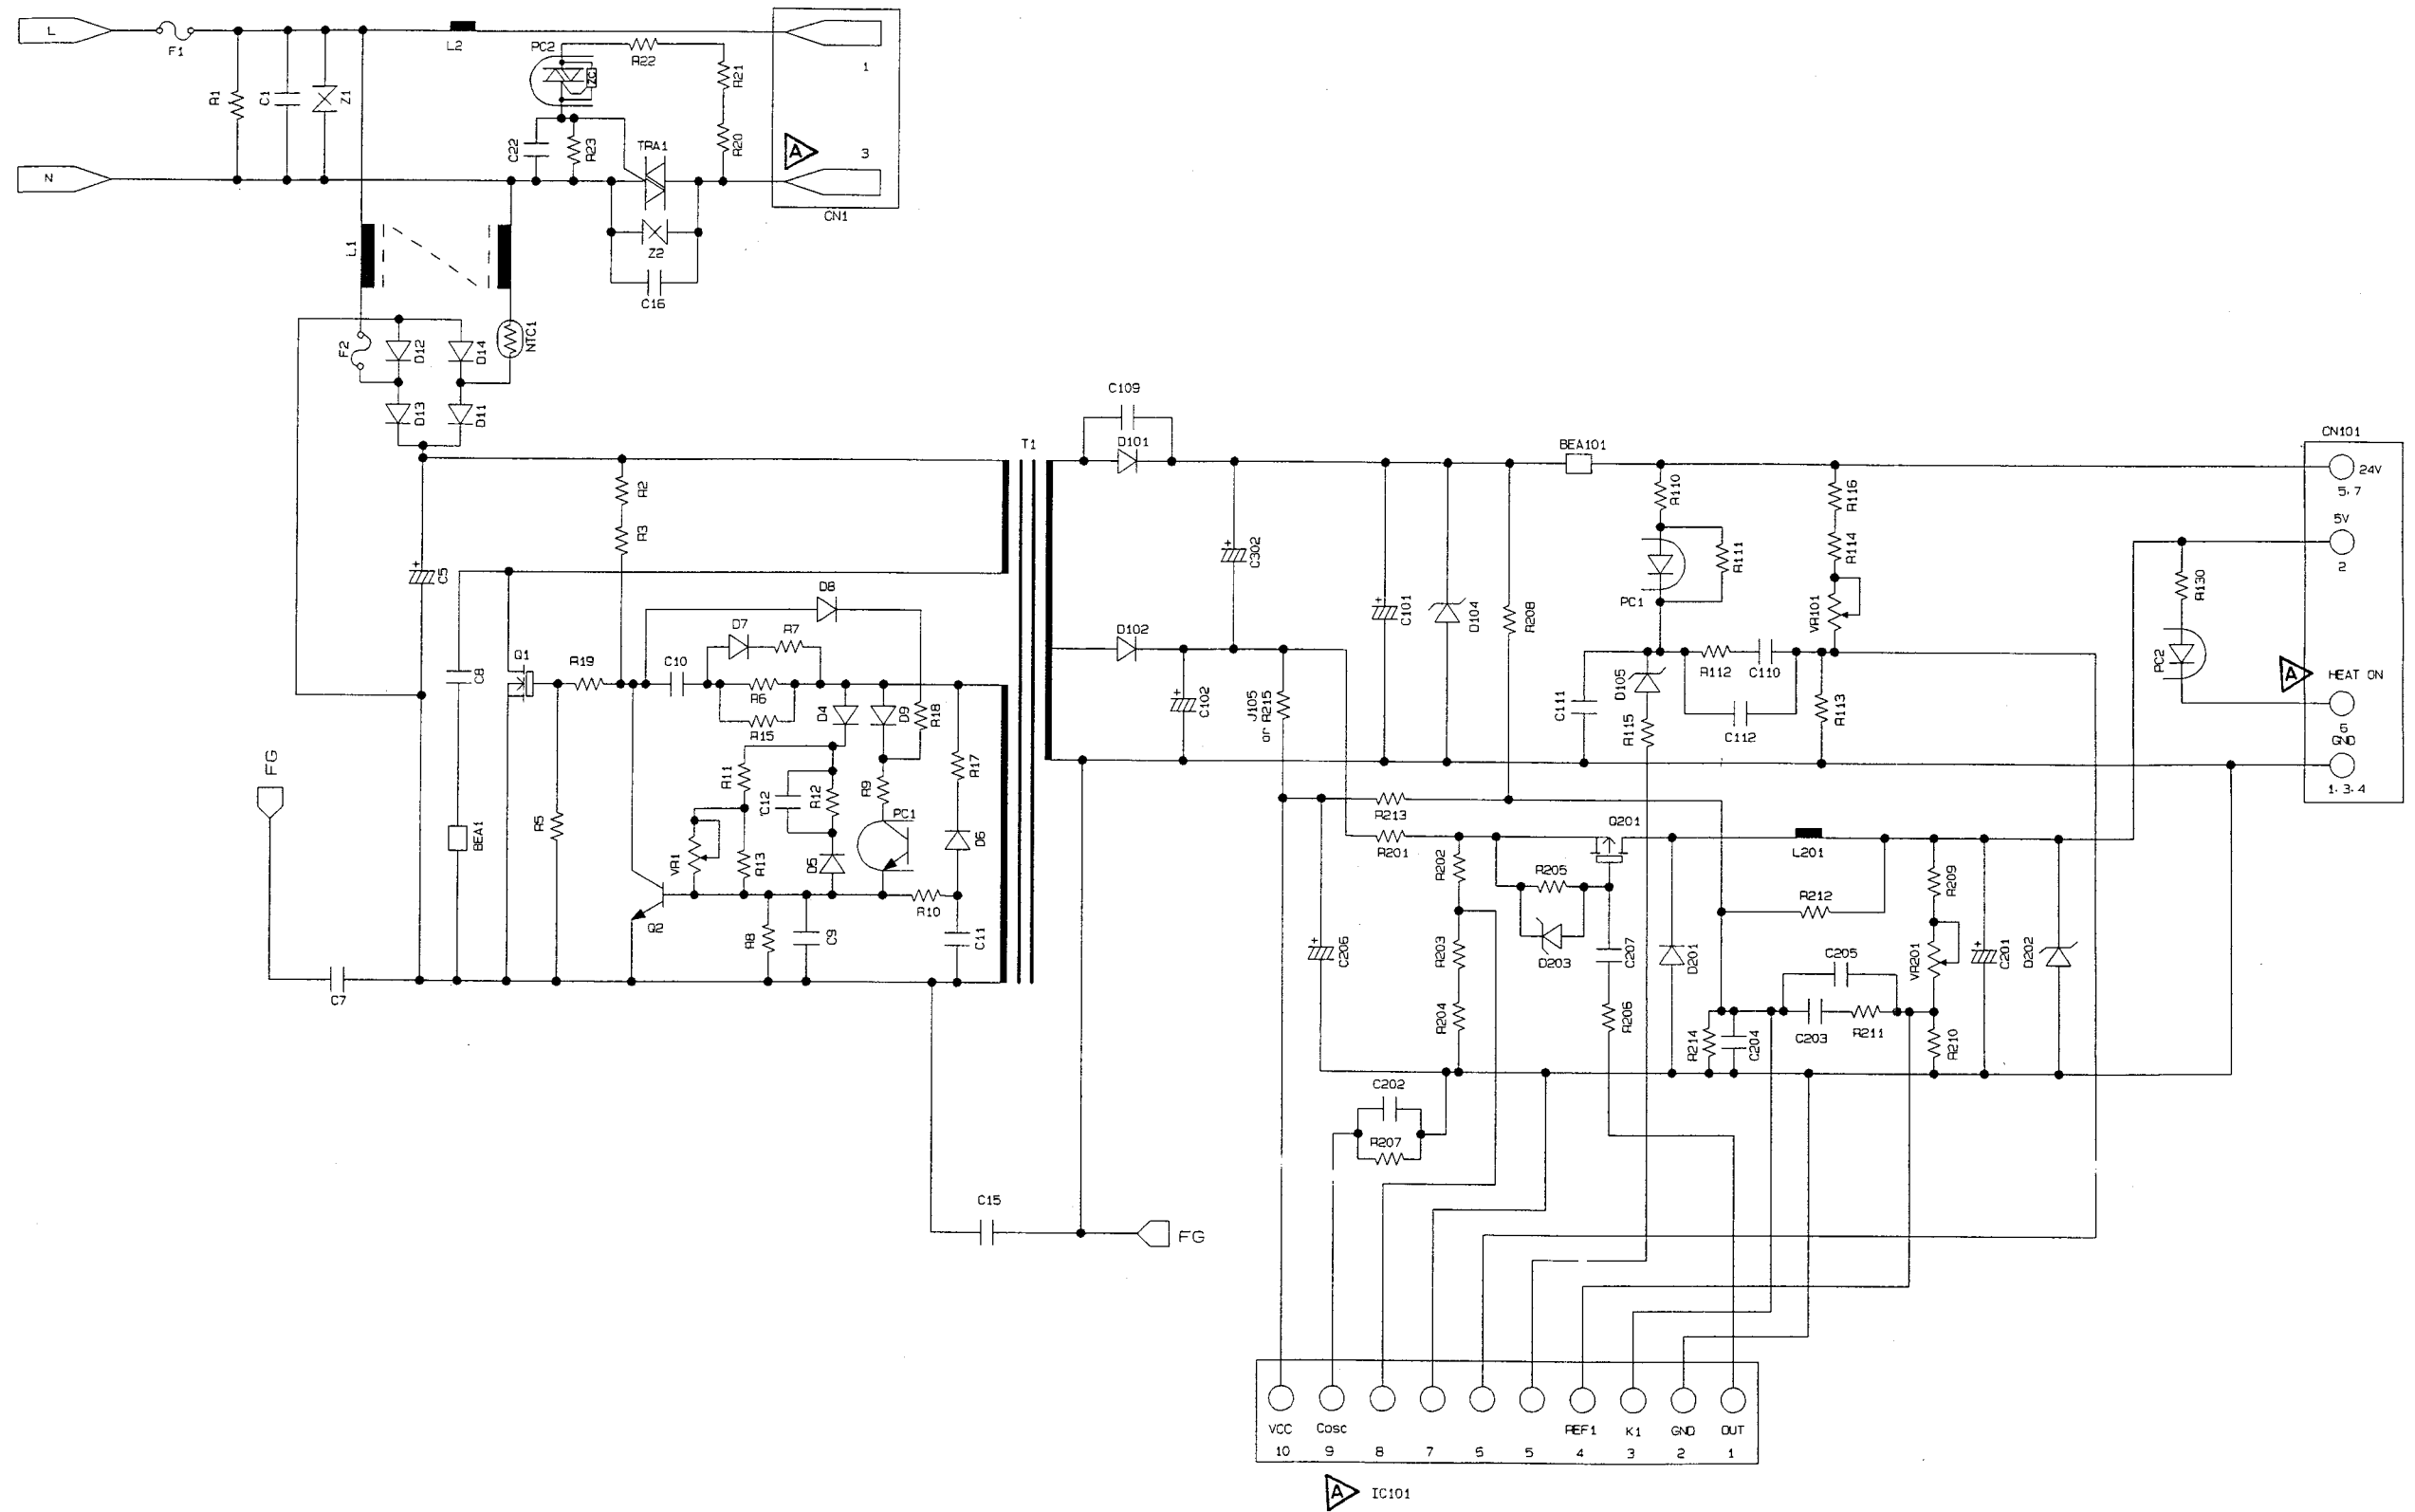 L
F1
L2
PC2
R22
R21
1
R1
C1
Z1
ZC
C22
R23
TRA1
R20
A
3
N
CN1
L1
Z2
C16
F2
D12
D14
NTC1
D13
D11
C109
T1
D101
BEA101
CN101
24V
5, 7
R2
R110
R116
5V
R3
C302
R114
R111
2
C5
D8
C101
D104
R208
PC1
VR101
R130
D7
R7
D102
Q1
R19
C10
PC2
C8
R6
D4
D9
R18
C102
J105
or R215
C111
D105
R112
C110
A
HEAT ON
R15
R115
C112
R113
6
GND
FG
R11
R17
C12
R12
R9
1, 3, 4
PC1
R213
Q201
R5
BEA1
VR1
R13
D5
D6
R201
L201
R202
R205
R209
R10
R212
Q2
R8
C9
C11
C206
R203
D203
C207
D201
C205
VR201
C201
D202
C7
R204
R206
R214
C204
C203
R211
R210
C202
R207
C15
FG
VCC
Cosc
REF1
K1
GND
OUT
10
9
8
7
6
5
4
3
2
1
A
IC101